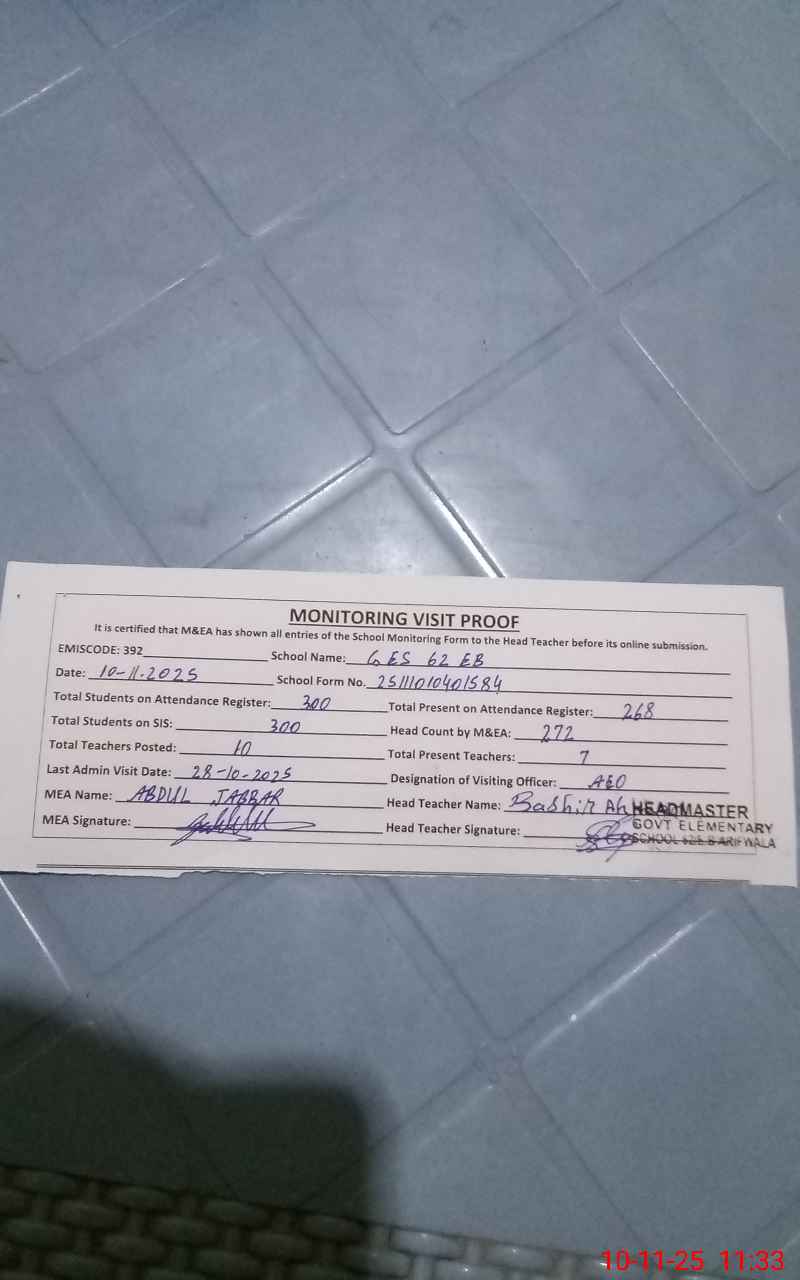 MONITORING VISIT PROOF
It is certified that M&EA has shown all entries of the School Monitoring Form to the Head Teacher before its online submission.
EMISCODE: 392 School Name: GES 62 EB
Date: 10-11-2025 School Form No. 25111010401584
Total Students on Attendance Register: 300 Total Present on Attendance Register: 268
Total Students on SIS: 300 Head Count by M&EA: 272
Total Teachers Posted: 10 Total Present Teachers: 7
Last Admin Visit Date: 28-10-2025 Designation of Visiting Officer: AEO
MEA Name: ABDUL JABBAR Head Teacher Name: Bashir
HEADMASTER
GOVT ELEMENTARY
SCHOOL 62/E.B ARIFWALA
MEA Signature: Head Teacher Signature:
10-11-25 11:33